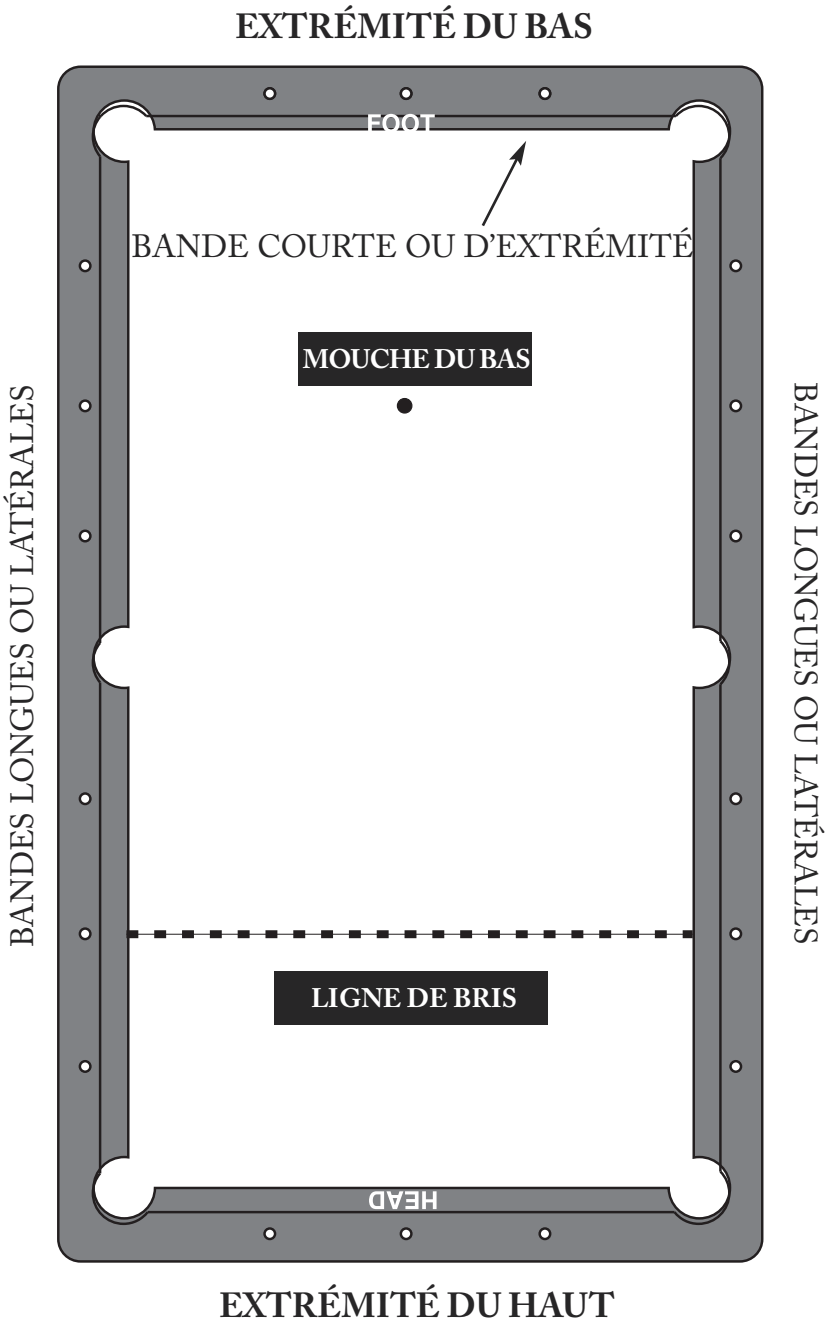 EXTRÉMITÉ DU BAS
FOOT
BANDE COURTE OU D’EXTRÉMITÉ
MOUCHE DU BAS
BANDES LONGUES OU LATÉRALES
BANDES LONGUES OU LATÉRALES
LIGNE DE BRIS
HEAD
EXTRÉMITÉ DU HAUT